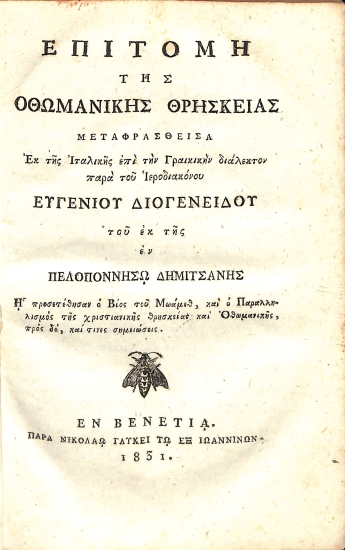 ΕΠΙΤΟΜΗ
ΤΗΣ
ΟΘΩΜΑΝΙΚΗΣ ΘΡΗΣΚΕΙΑΣ
ΜΕΤΑΦΡΑΣΘΕΙΣΑ
Ἐκ τῆς Ἰταλικῆς ἐπὶ τὴν Γραικικὴν διάλεκτον
παρὰ τοῦ Ἱεροδιακόνου
ΕΥΓΕΝΙΟΥ ΔΙΟΓΕΝΕΙΔΟΥ
τοῦ ἐκ τῆς
ἐν
ΠΕΛΟΠΟΝΝΗΣῼ ΔΗΜΙΤΣΑΝΗΣ
ᾟ προσετέθησαν ὁ Βίος τοῦ Μωάμεθ, καὶ ὁ Παραλλη-
λισμὸς τῆς χριστιανικῆς θρησκείας καὶ Ὀθωμανικῆς,
πρὸς δέ, καί τινες σημειώσεις.
ΕΝ ΒΕΝΕΤΙᾼ.
ΠΑΡΑ ΝΙΚΟΛΑῼ ΓΛΥΚΕΙ Τῼ ΕΞ ΙΩΑΝΝΙΝΩΝ.
1831.